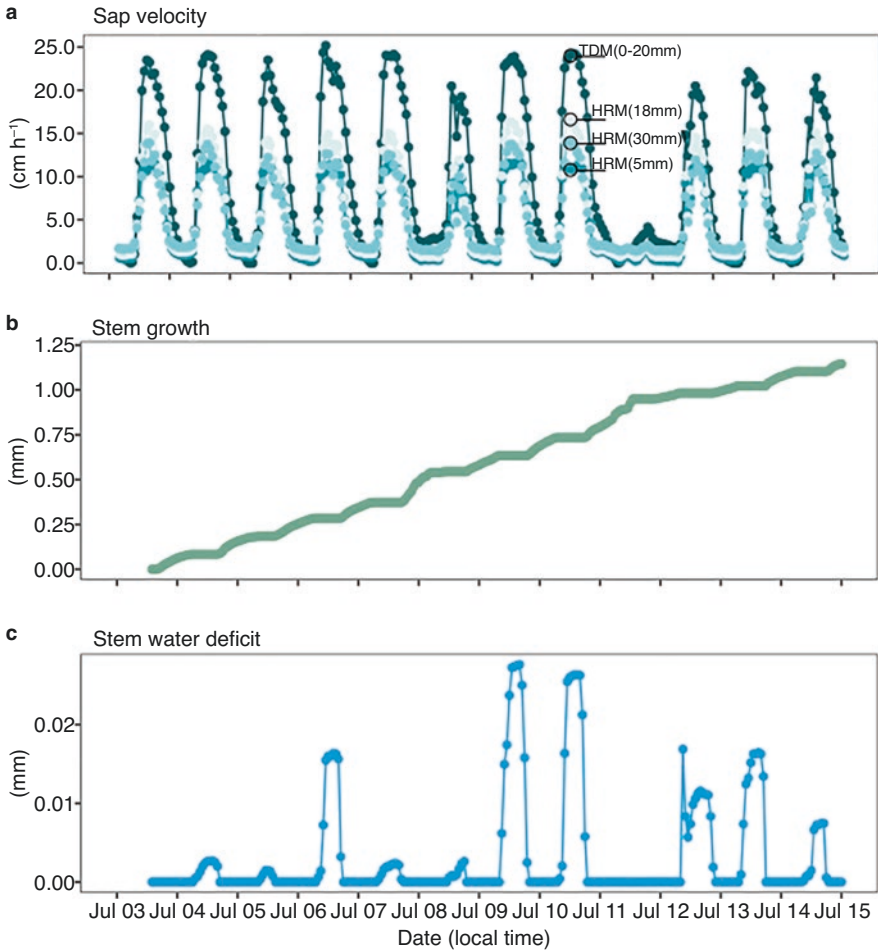 a
Sap velocity
25.0
20.0
15.0
10.0
5.0
0.0
(cm h⁻¹)
TDM(0-20mm)
HRM(18mm)
HRM(30mm)
HRM(5mm)
b
Stem growth
1.25
1.00
0.75
0.50
0.25
0.00
(mm)
c
Stem water deficit
0.02
0.01
0.00
(mm)
Jul 03 Jul 04 Jul 05 Jul 06 Jul 07 Jul 08 Jul 09 Jul 10 Jul 11 Jul 12 Jul 13 Jul 14 Jul 15
Date (local time)